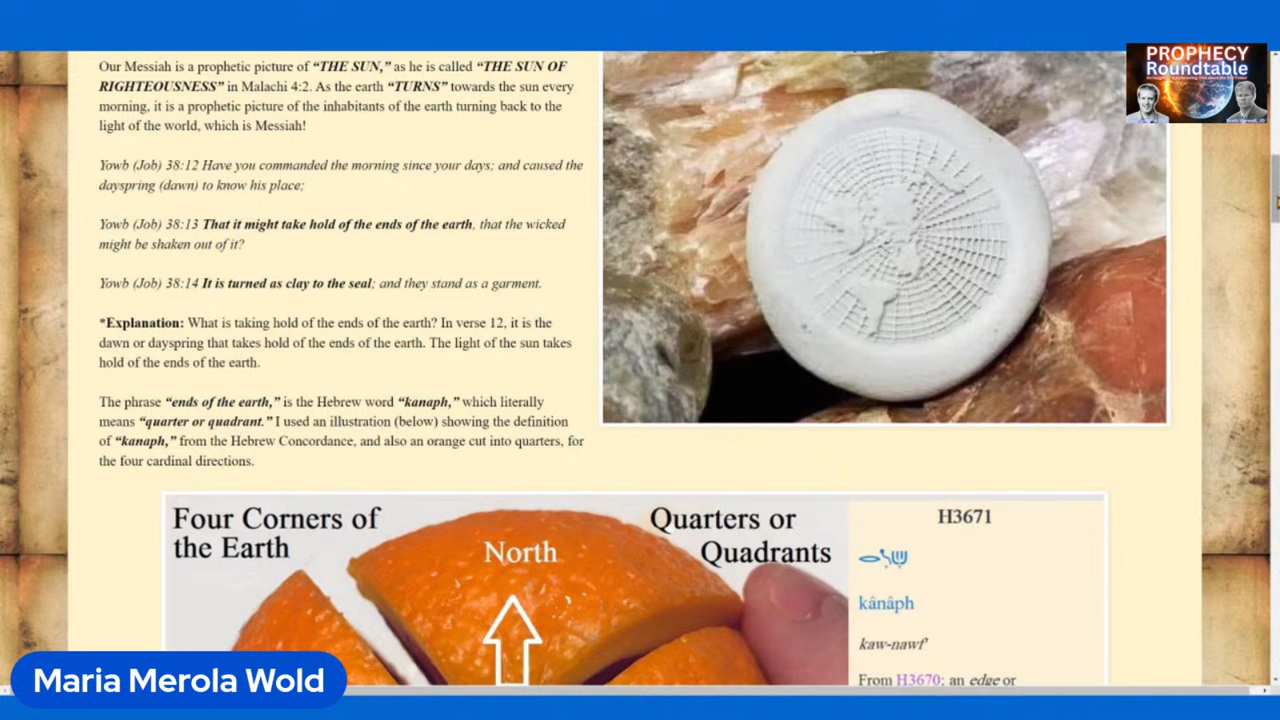 PROPHECY
Roundtable
Our Messiah is a prophetic picture of “THE SUN,” as he is called “THE SUN OF
RIGHTEOUSNESS” in Malachi 4:2. As the earth “TURNS” towards the sun every
morning, it is a prophetic picture of the inhabitants of the earth turning back to the
light of the world, which is Messiah!
Yowb (Job) 38:12 Have you commanded the morning since your days; and caused the
dayspring (dawn) to know his place;
Yowb (Job) 38:13 That it might take hold of the ends of the earth, that the wicked
might be shaken out of it?
Yowb (Job) 38:14 It is turned as clay to the seal; and they stand as a garment.
*Explanation: What is taking hold of the ends of the earth? In verse 12, it is the
dawn or dayspring that takes hold of the ends of the earth. The light of the sun takes
hold of the ends of the earth.
The phrase “ends of the earth,” is the Hebrew word “kanaph,” which literally
means “quarter or quadrant.” I used an illustration (below) showing the definition
of “kanaph,” from the Hebrew Concordance, and also an orange cut into quarters, for
the four cardinal directions.
Four Corners of
the Earth
North
Quarters or
Quadrants
H3671
kânâph
kaw-nawf'
From H3670; an edge or
Maria Merola Wold